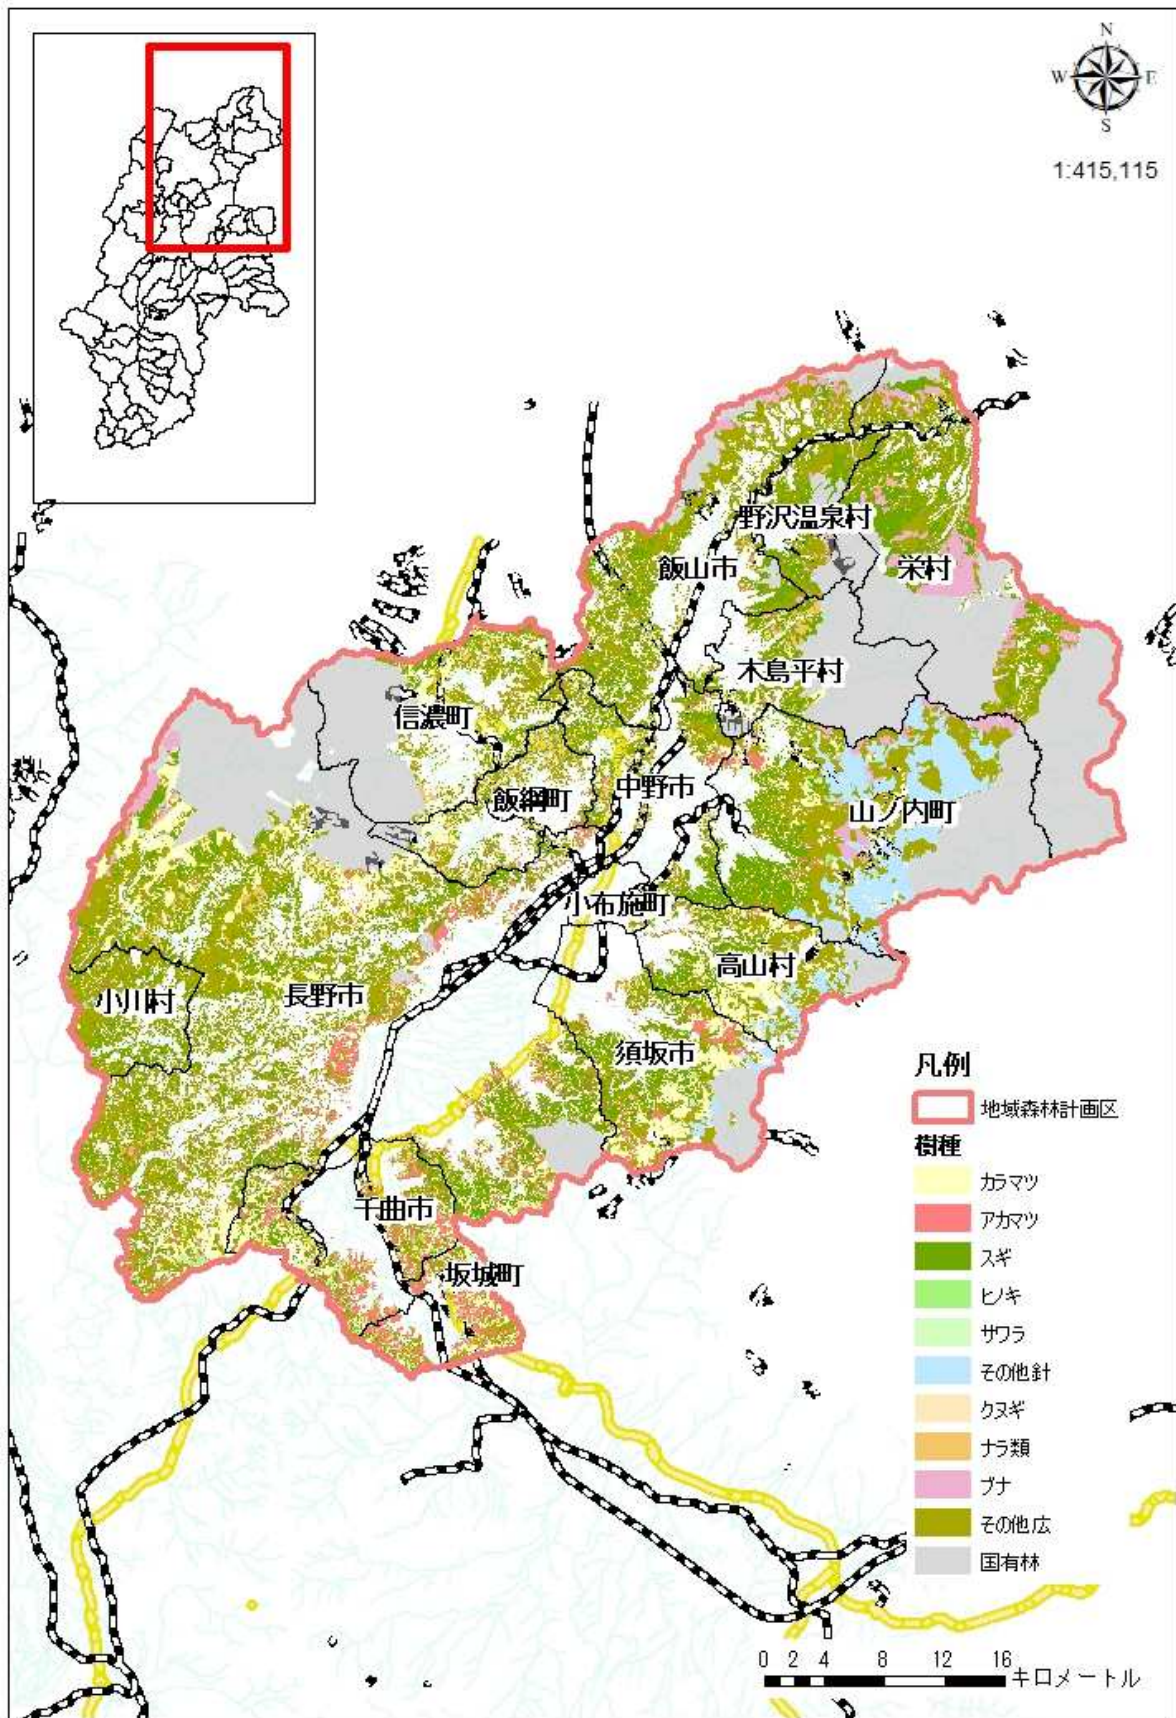 N
W E
S
1:415,115
野沢温泉村
飯山市
栄村
木島平村
信濃町
中野市
飯綱町
山ノ内町
小布施町
高山村
小川村
長野市
須坂市
千曲市
坂城町
凡例
地域森林計画区
樹種
カラマツ
アカマツ
スギ
ヒノキ
サワラ
その他針
クヌギ
ナラ類
ブナ
その他広
国有林
0 2 4 8 12 16
キロメートル